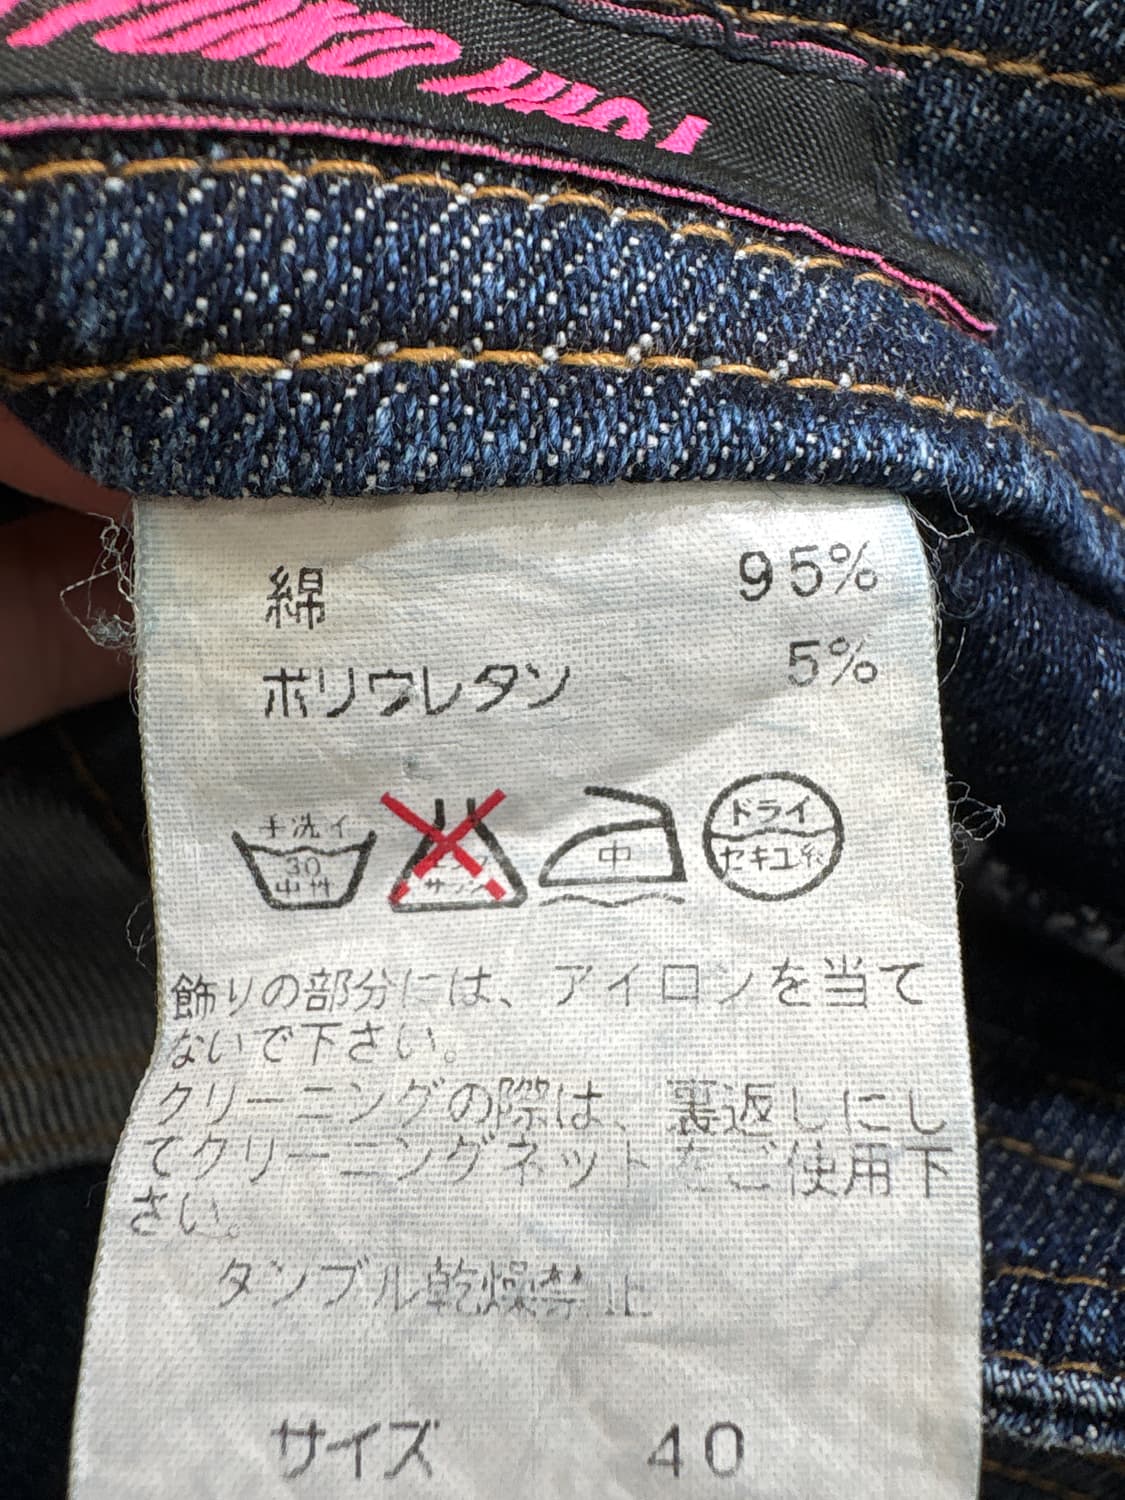 綿 95%
ポリウレタン 5%
手洗イ
30
中性
サラシ
中
ドライ
セキユ系
飾りの部分には、アイロンを当て
ないで下さい。
クリーニングの際は、裏返しにし
てクリーニングネットをご使用下
さい。
タンブル乾燥禁止
サイズ 40